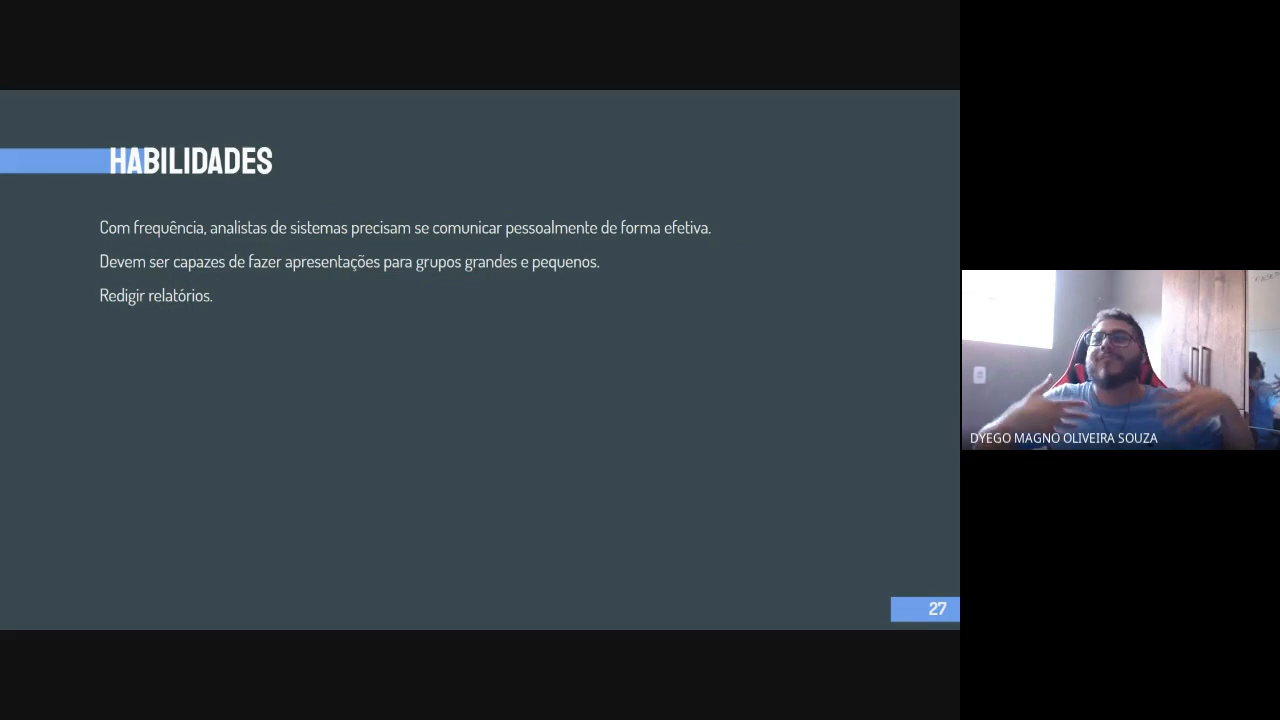 HABILIDADES
Com frequência, analistas de sistemas precisam se comunicar pessoalmente de forma efetiva.
Devem ser capazes de fazer apresentações para grupos grandes e pequenos.
Redigir relatórios.
27
DYEGO MAGNO OLIVEIRA SOUZA